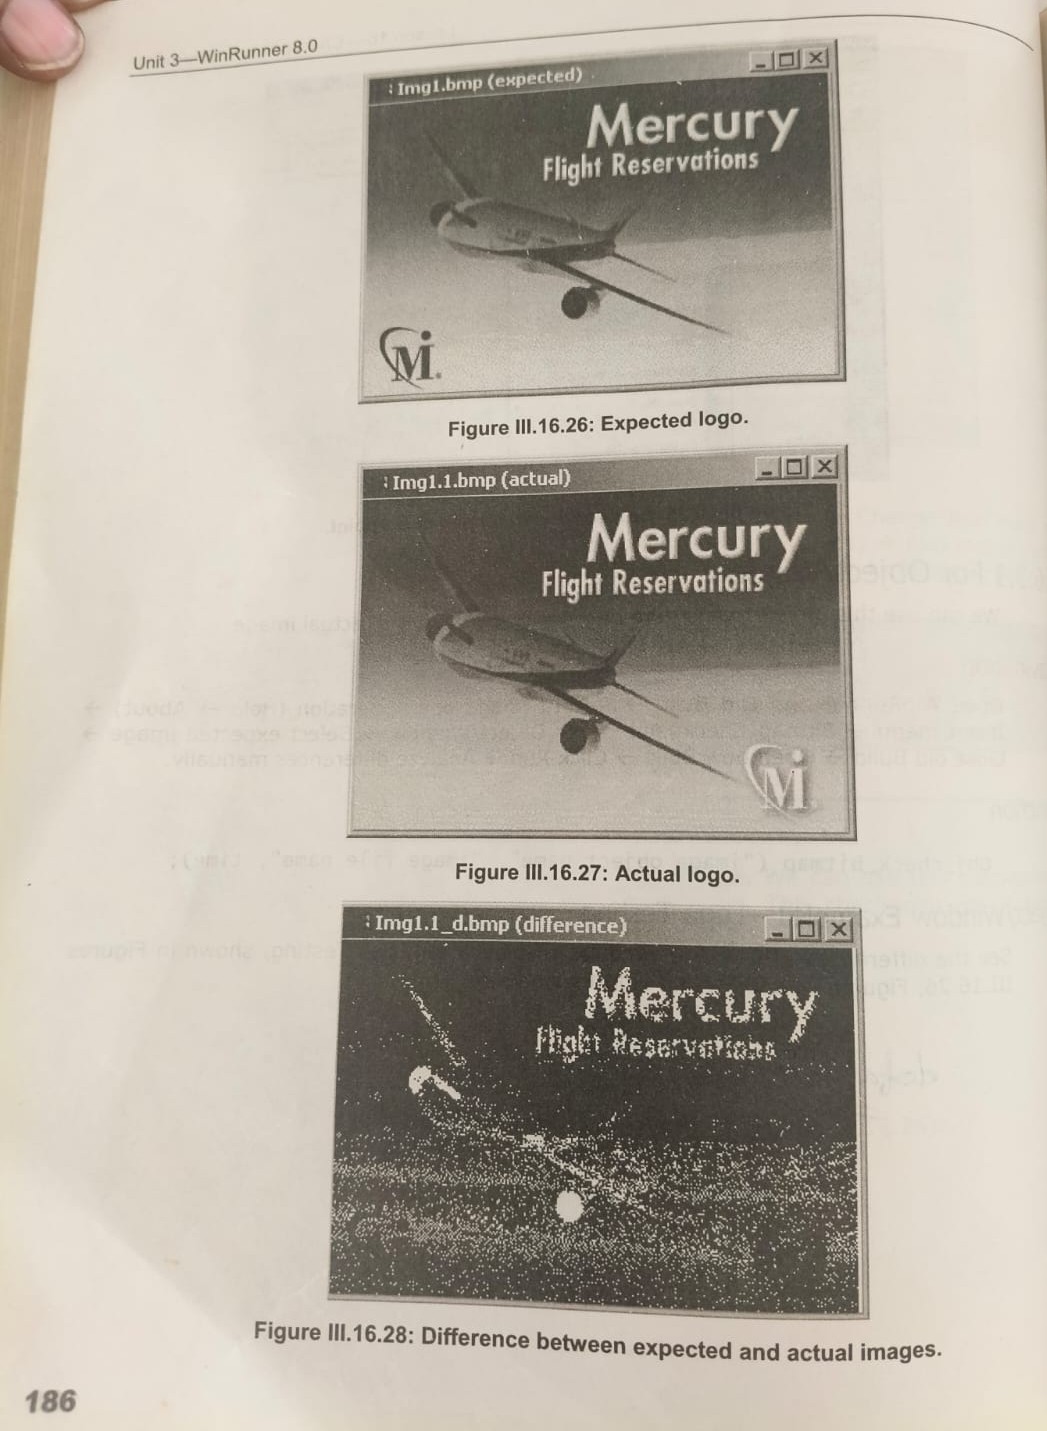 Unit 3—WinRunner 8.0
Img1.bmp (expected)
Mercury
Flight Reservations
M
Figure III.16.26: Expected logo.
Img1.1.bmp (actual)
Mercury
Flight Reservations
M
Figure III.16.27: Actual logo.
Img1.1_d.bmp (difference)
Mercury
Flight Reservations
Figure III.16.28: Difference between expected and actual images.
186